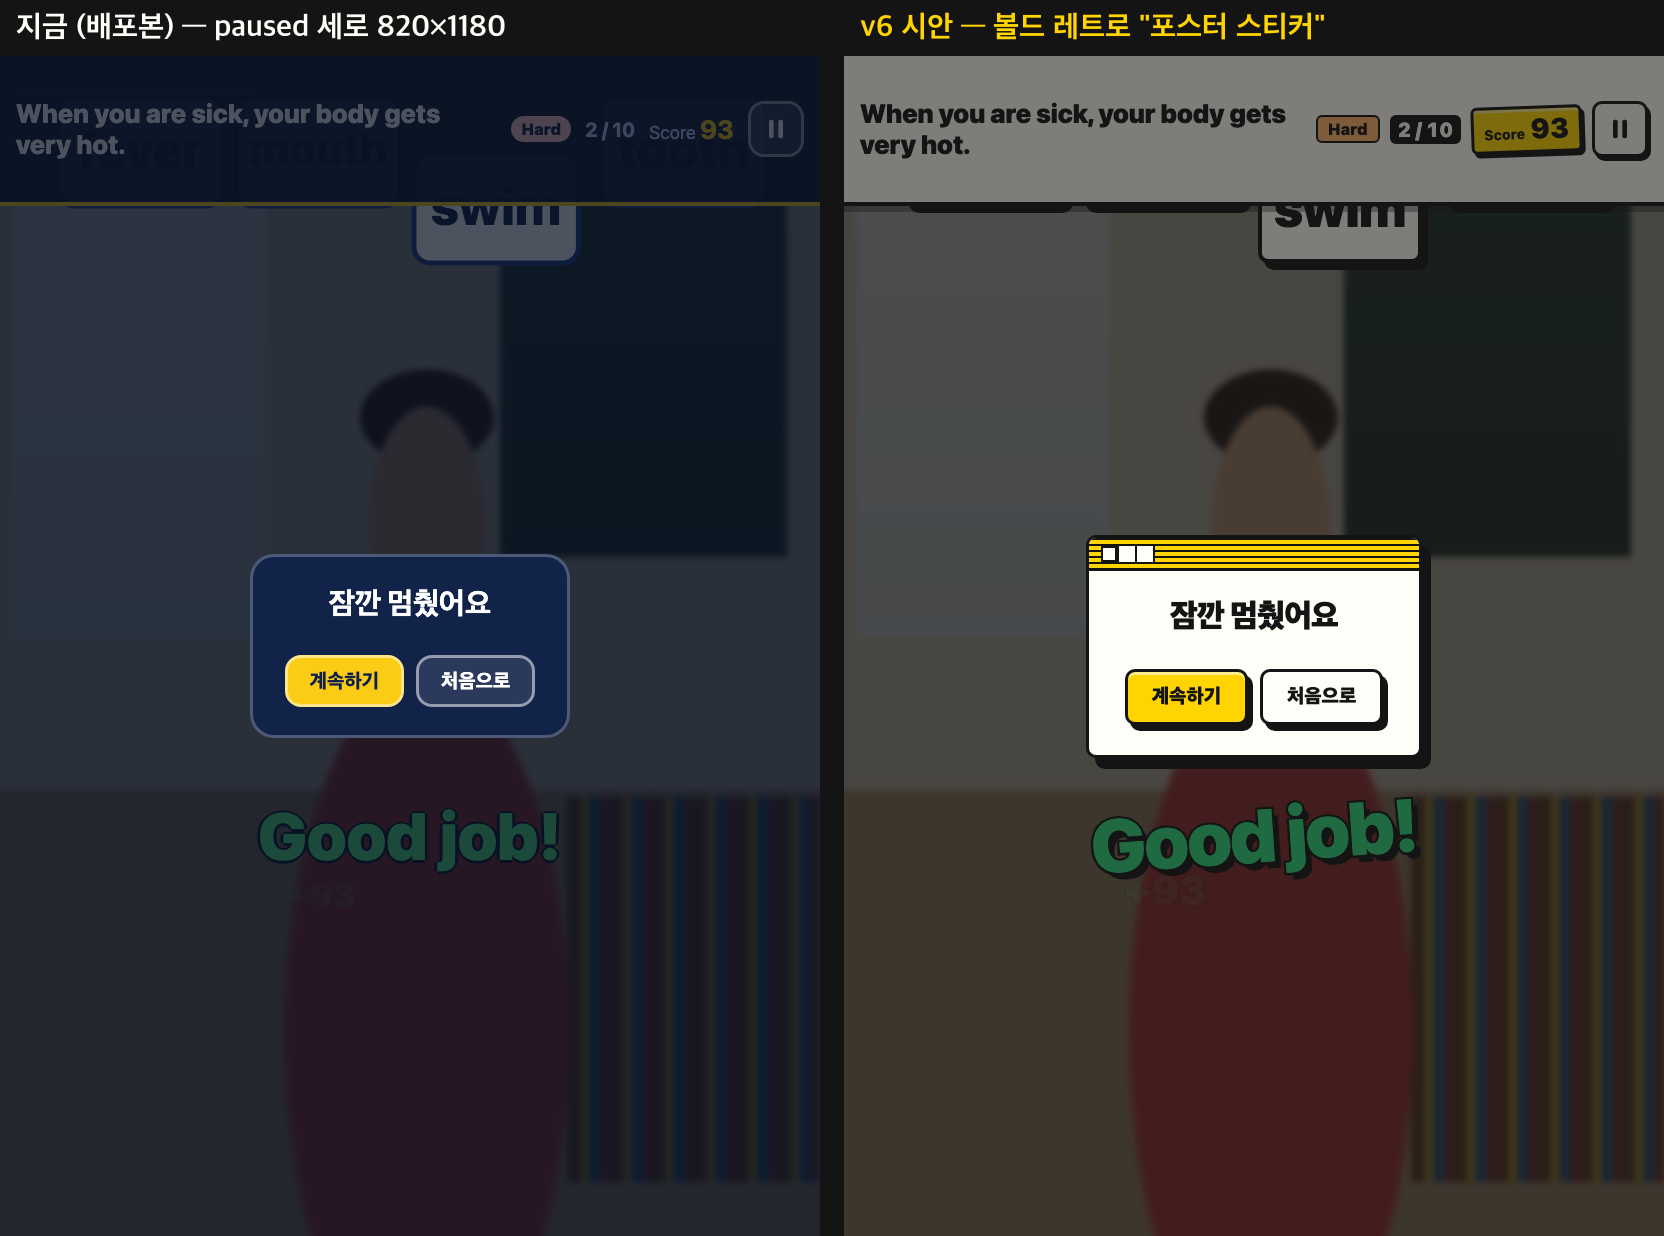 지금 (배포본) — paused 세로 820×1180
When you are sick, your body gets
very hot.
Hard 2 / 10 Score 93
mouth
tooth
swim
잠깐 멈췄어요
계속하기 처음으로
Good job!
+93
v6 시안 — 볼드 레트로 "포스터 스티커"
When you are sick, your body gets
very hot.
Hard 2 / 10 Score 93
swim
잠깐 멈췄어요
계속하기 처음으로
Good job!
+93